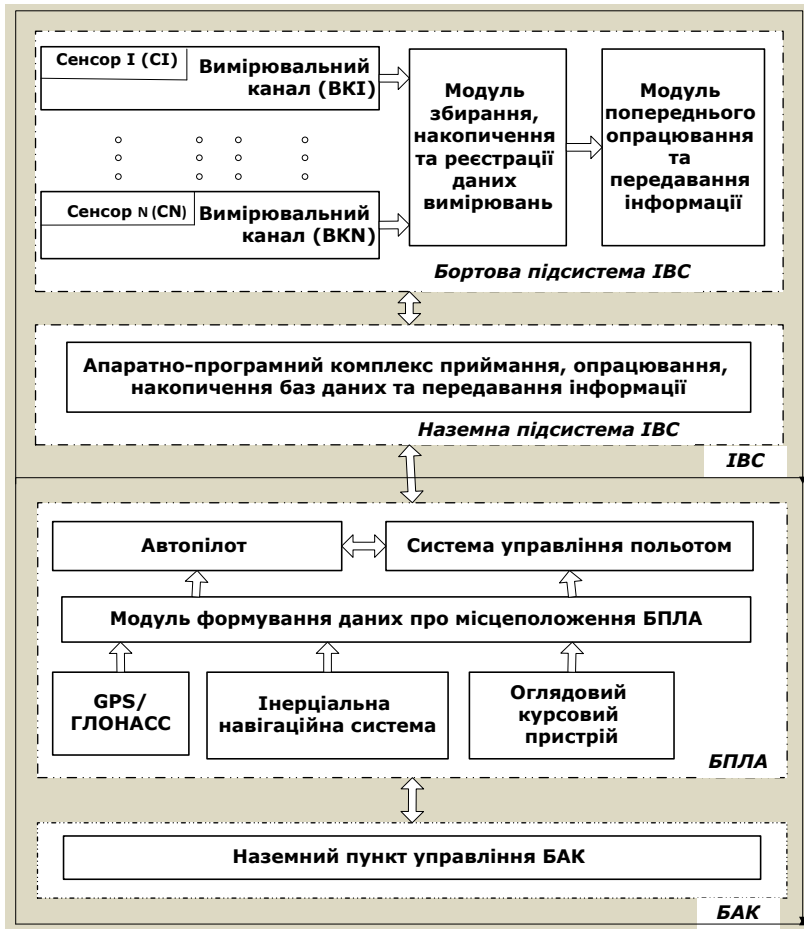 Сенсор I (CI)
Вимірювальний
канал (ВКІ)
Сенсор N (CN)
Вимірювальний
канал (BKN)
Модуль
збирання,
накопичення
та реєстрації
даних
вимірювань
Модуль
попереднього
опрацювання
та
передавання
інформації
Бортова підсистема ІВС
Апаратно-програмний комплекс приймання, опрацювання,
накопичення баз даних та передавання інформації
Наземна підсистема ІВС
ІВС
Автопілот
Система управління польотом
Модуль формування даних про місцеположення БПЛА
GPS/
ГЛОНАСС
Інерціальна
навігаційна система
Оглядовий
курсовий
пристрій
БПЛА
Наземний пункт управління БАК
БАК